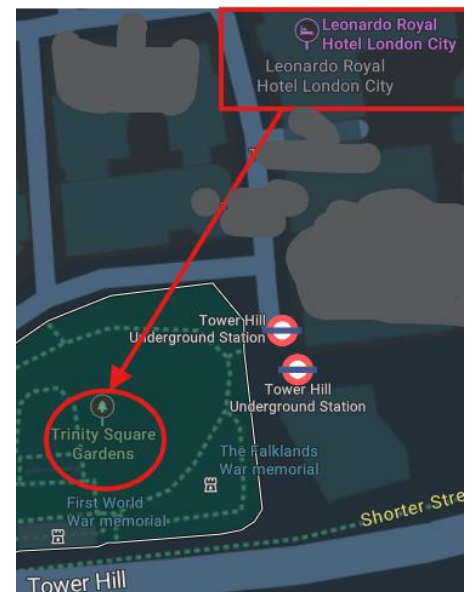 Leonardo Royal
Hotel London City
Leonardo Royal
Hotel London City
Tower Hill
Underground Station
Tower Hill
Underground Station
Trinity Square
Gardens
The Falklands
War memorial
First World
War memorial
Shorter Stre
Tower Hill